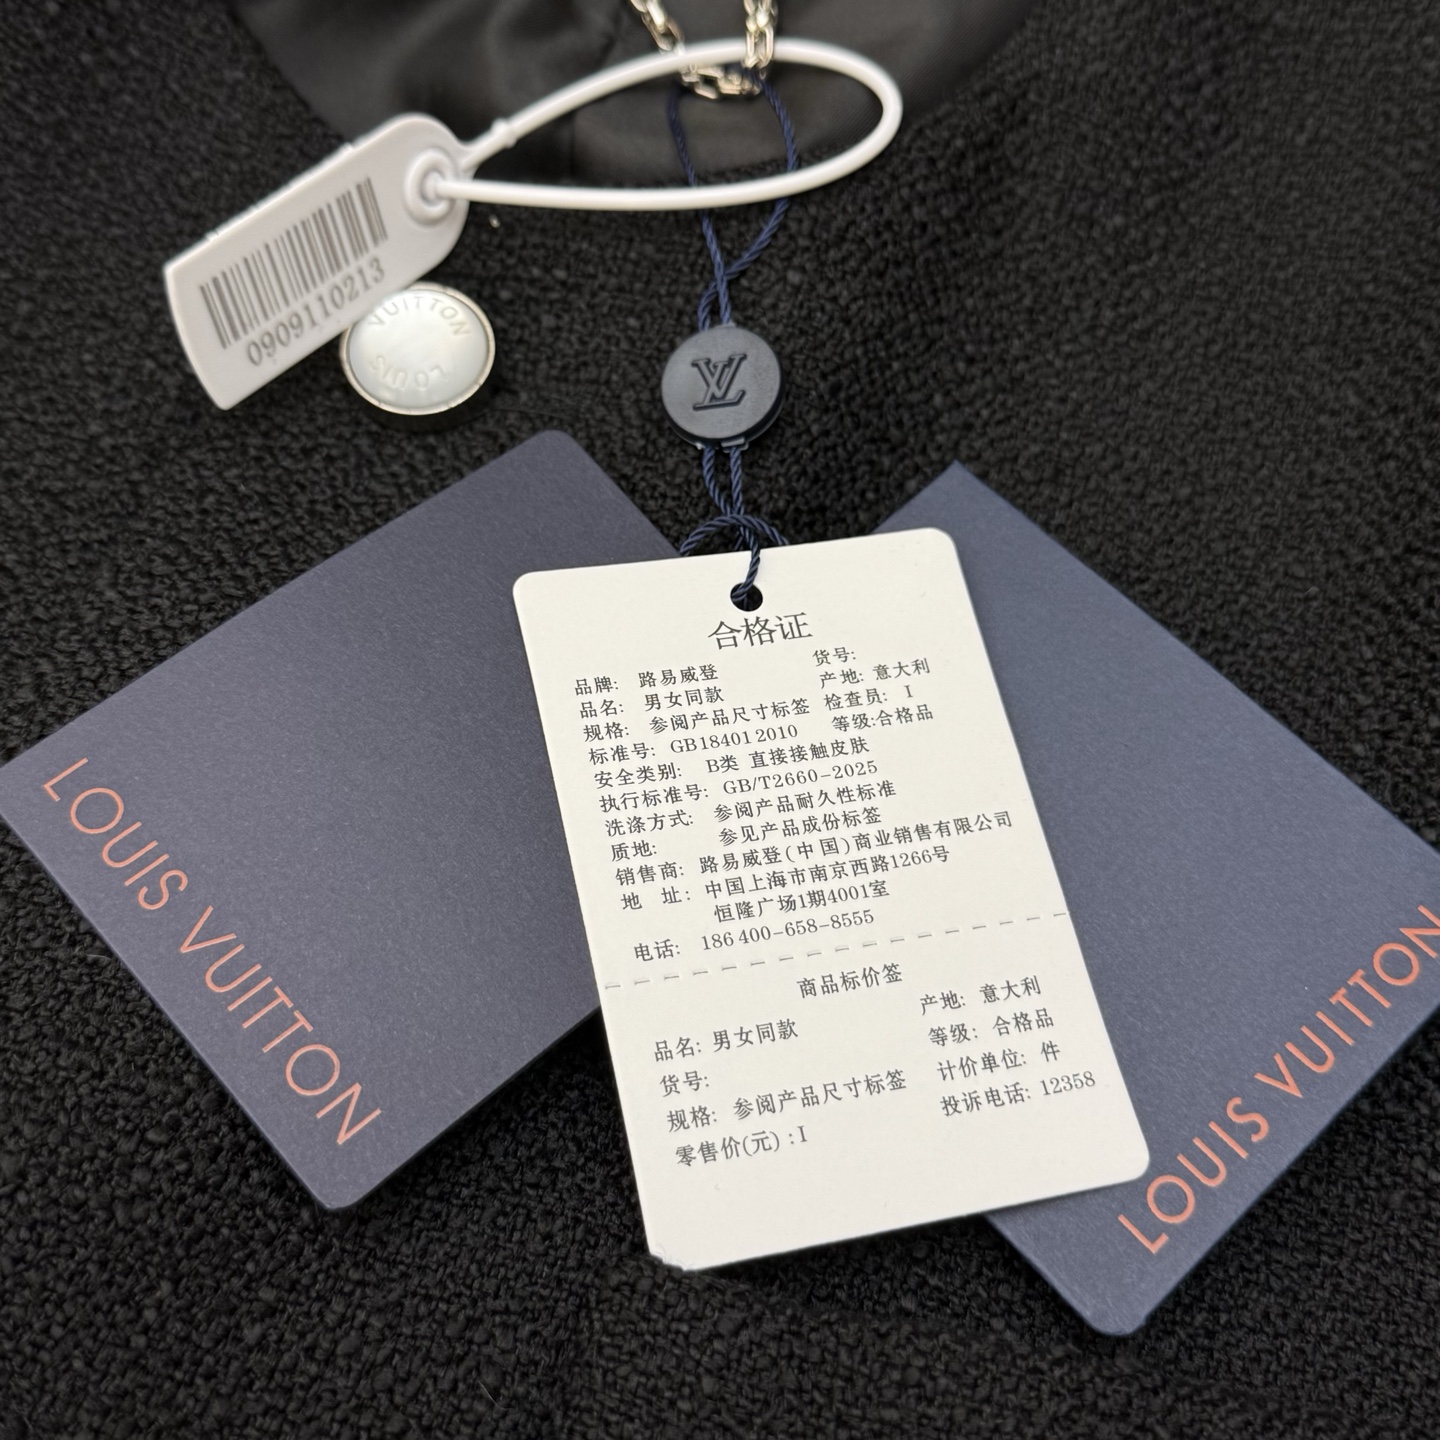 0909110213
VUITTON
LOUIS
LV
LOUIS VUITTON
合格证
品牌: 路易威登
货号:
品名: 男女同款
产地: 意大利
规格: 参阅产品尺寸标签
检查员: I
标准号: GB18401 2010
等级:合格品
安全类别: B类 直接接触皮肤
执行标准号: GB/T2660-2025
洗涤方式: 参阅产品耐久性标准
质地: 参见产品成份标签
销售商: 路易威登(中国)商业销售有限公司
地 址: 中国上海市南京西路1266号
恒隆广场1期4001室
电话: 186 400-658-8555
商品标价签
品名: 男女同款
产地: 意大利
货号:
等级: 合格品
规格: 参阅产品尺寸标签
计价单位: 件
零售价(元) :I
投诉电话: 12358
LOUIS VUITTON